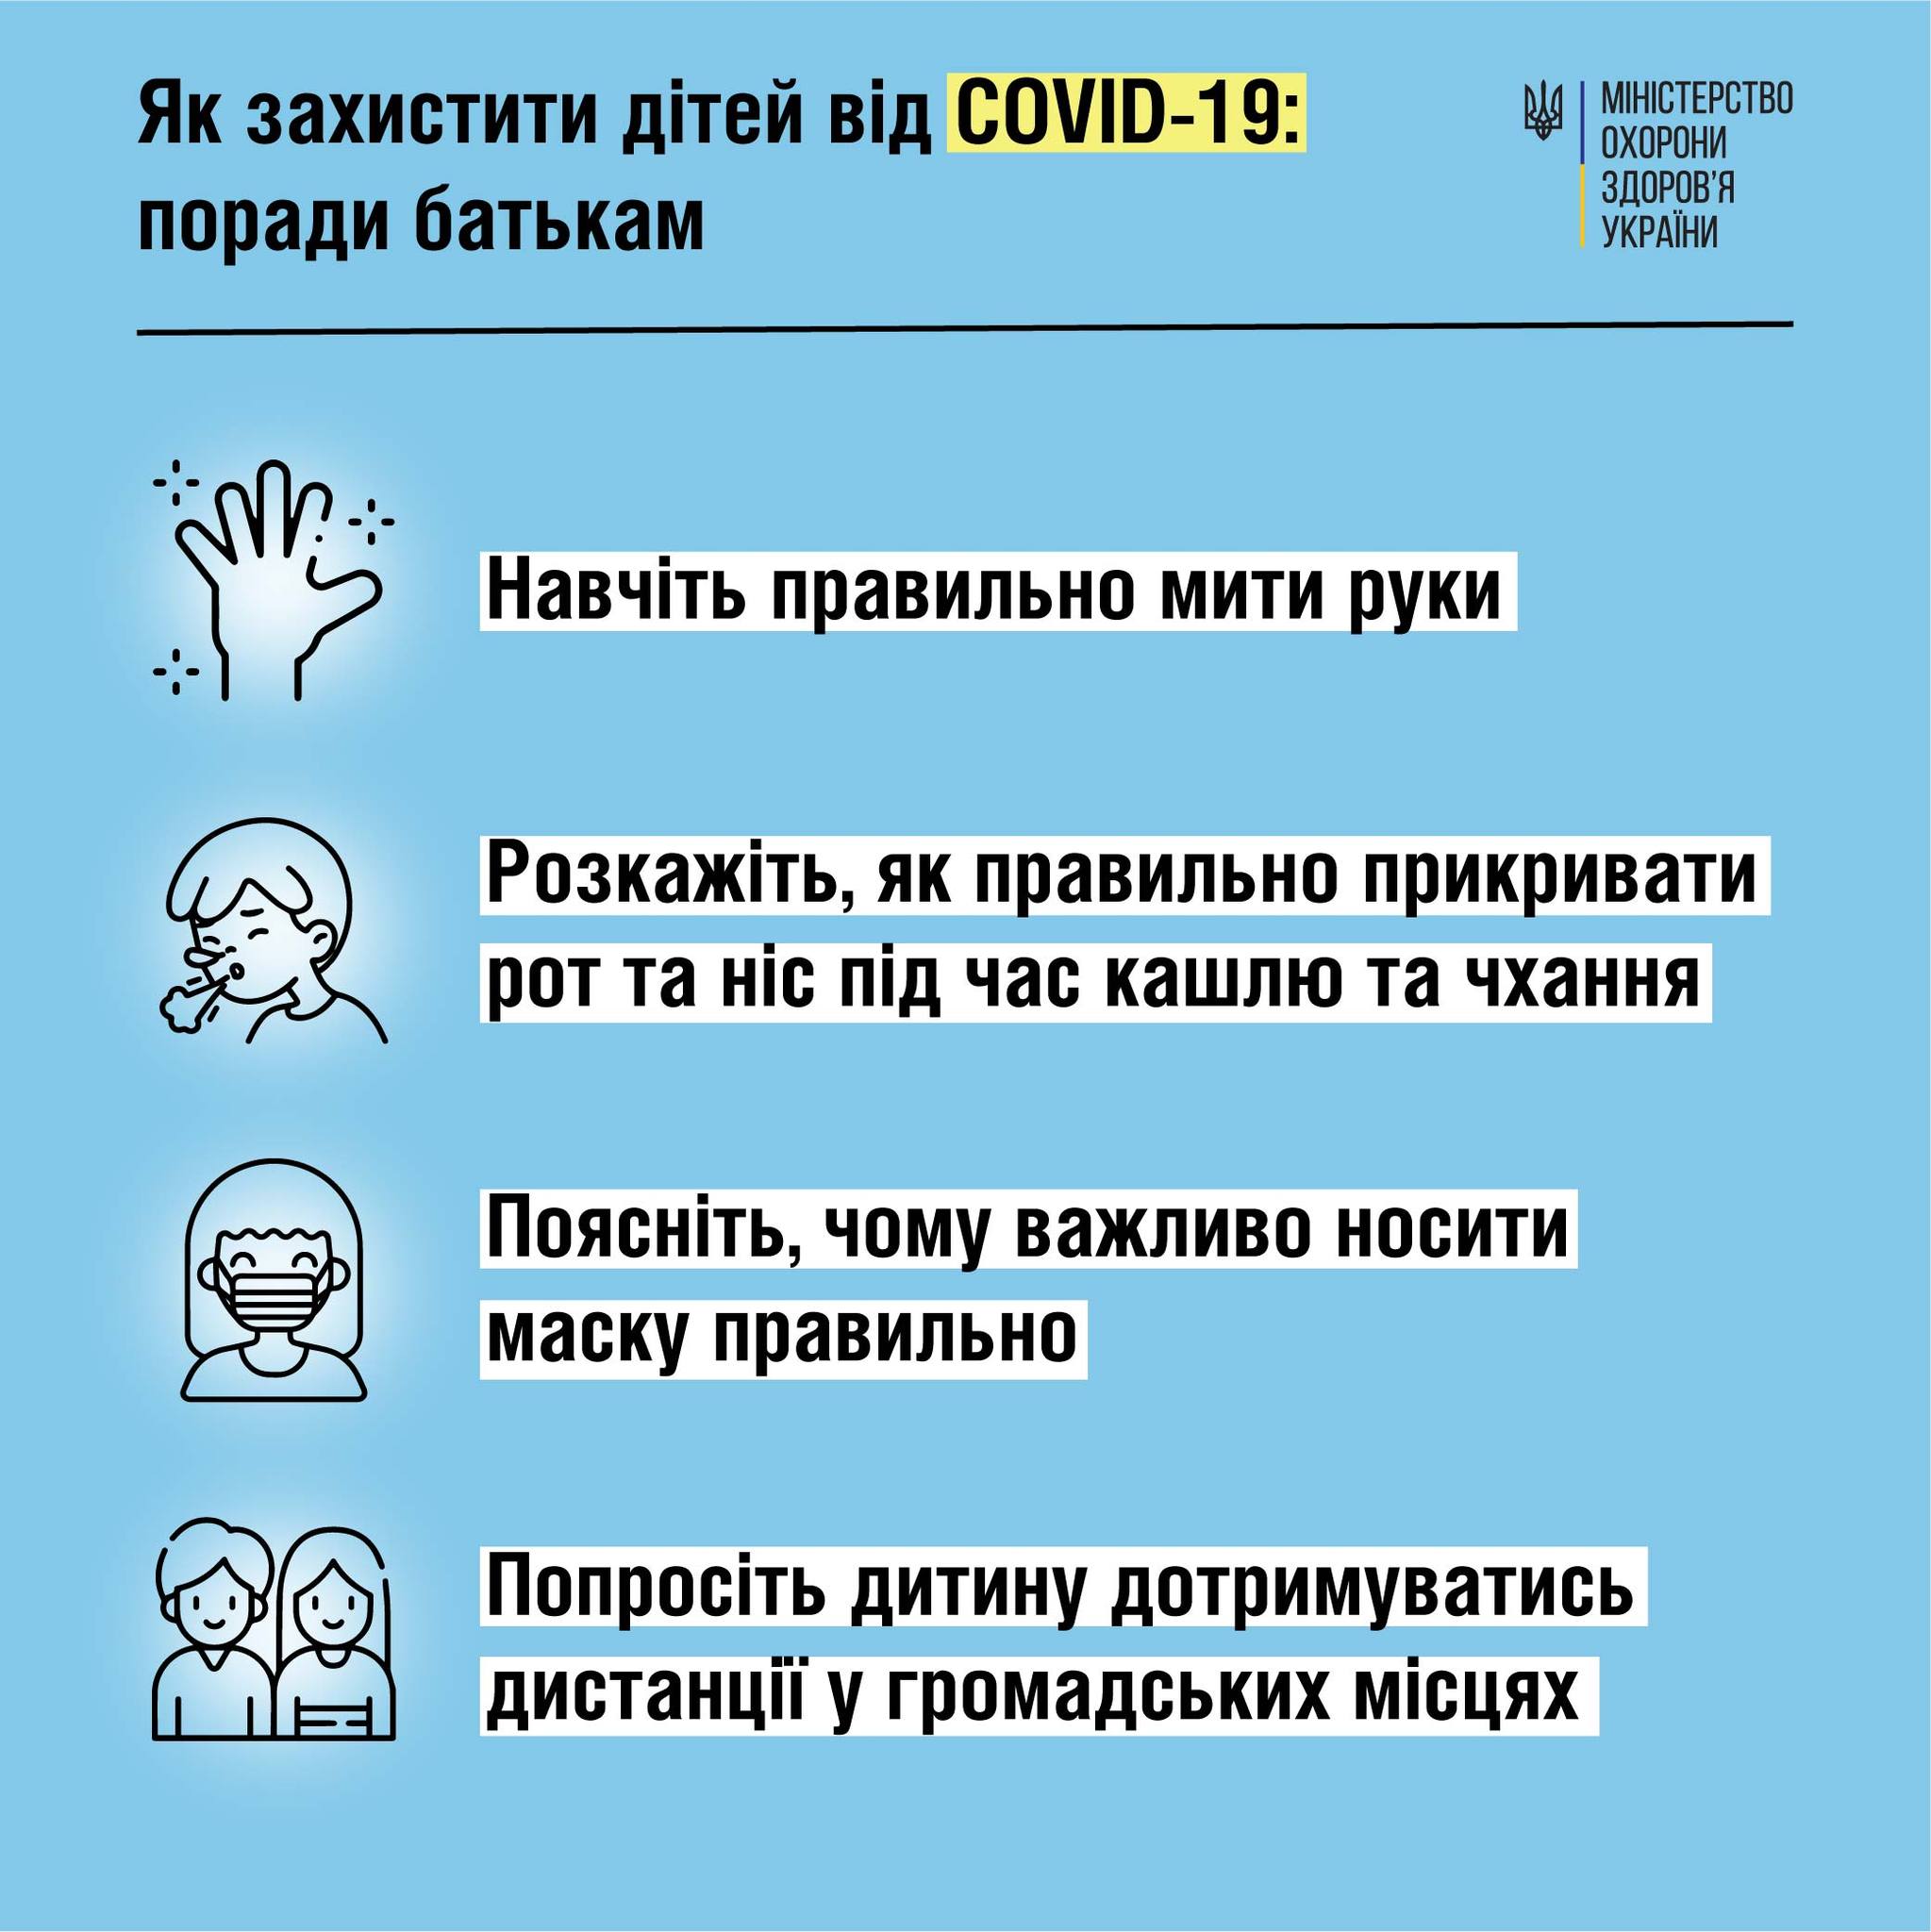 Як захистити дітей від COVID-19:
поради батькам
МІНІСТЕРСТВО
ОХОРОНИ
ЗДОРОВ'Я
УКРАЇНИ
Навчіть правильно мити руки
Розкажіть, як правильно прикривати
рот та ніс під час кашлю та чхання
Поясніть, чому важливо носити
маску правильно
Попросіть дитину дотримуватись
дистанції у громадських місцях